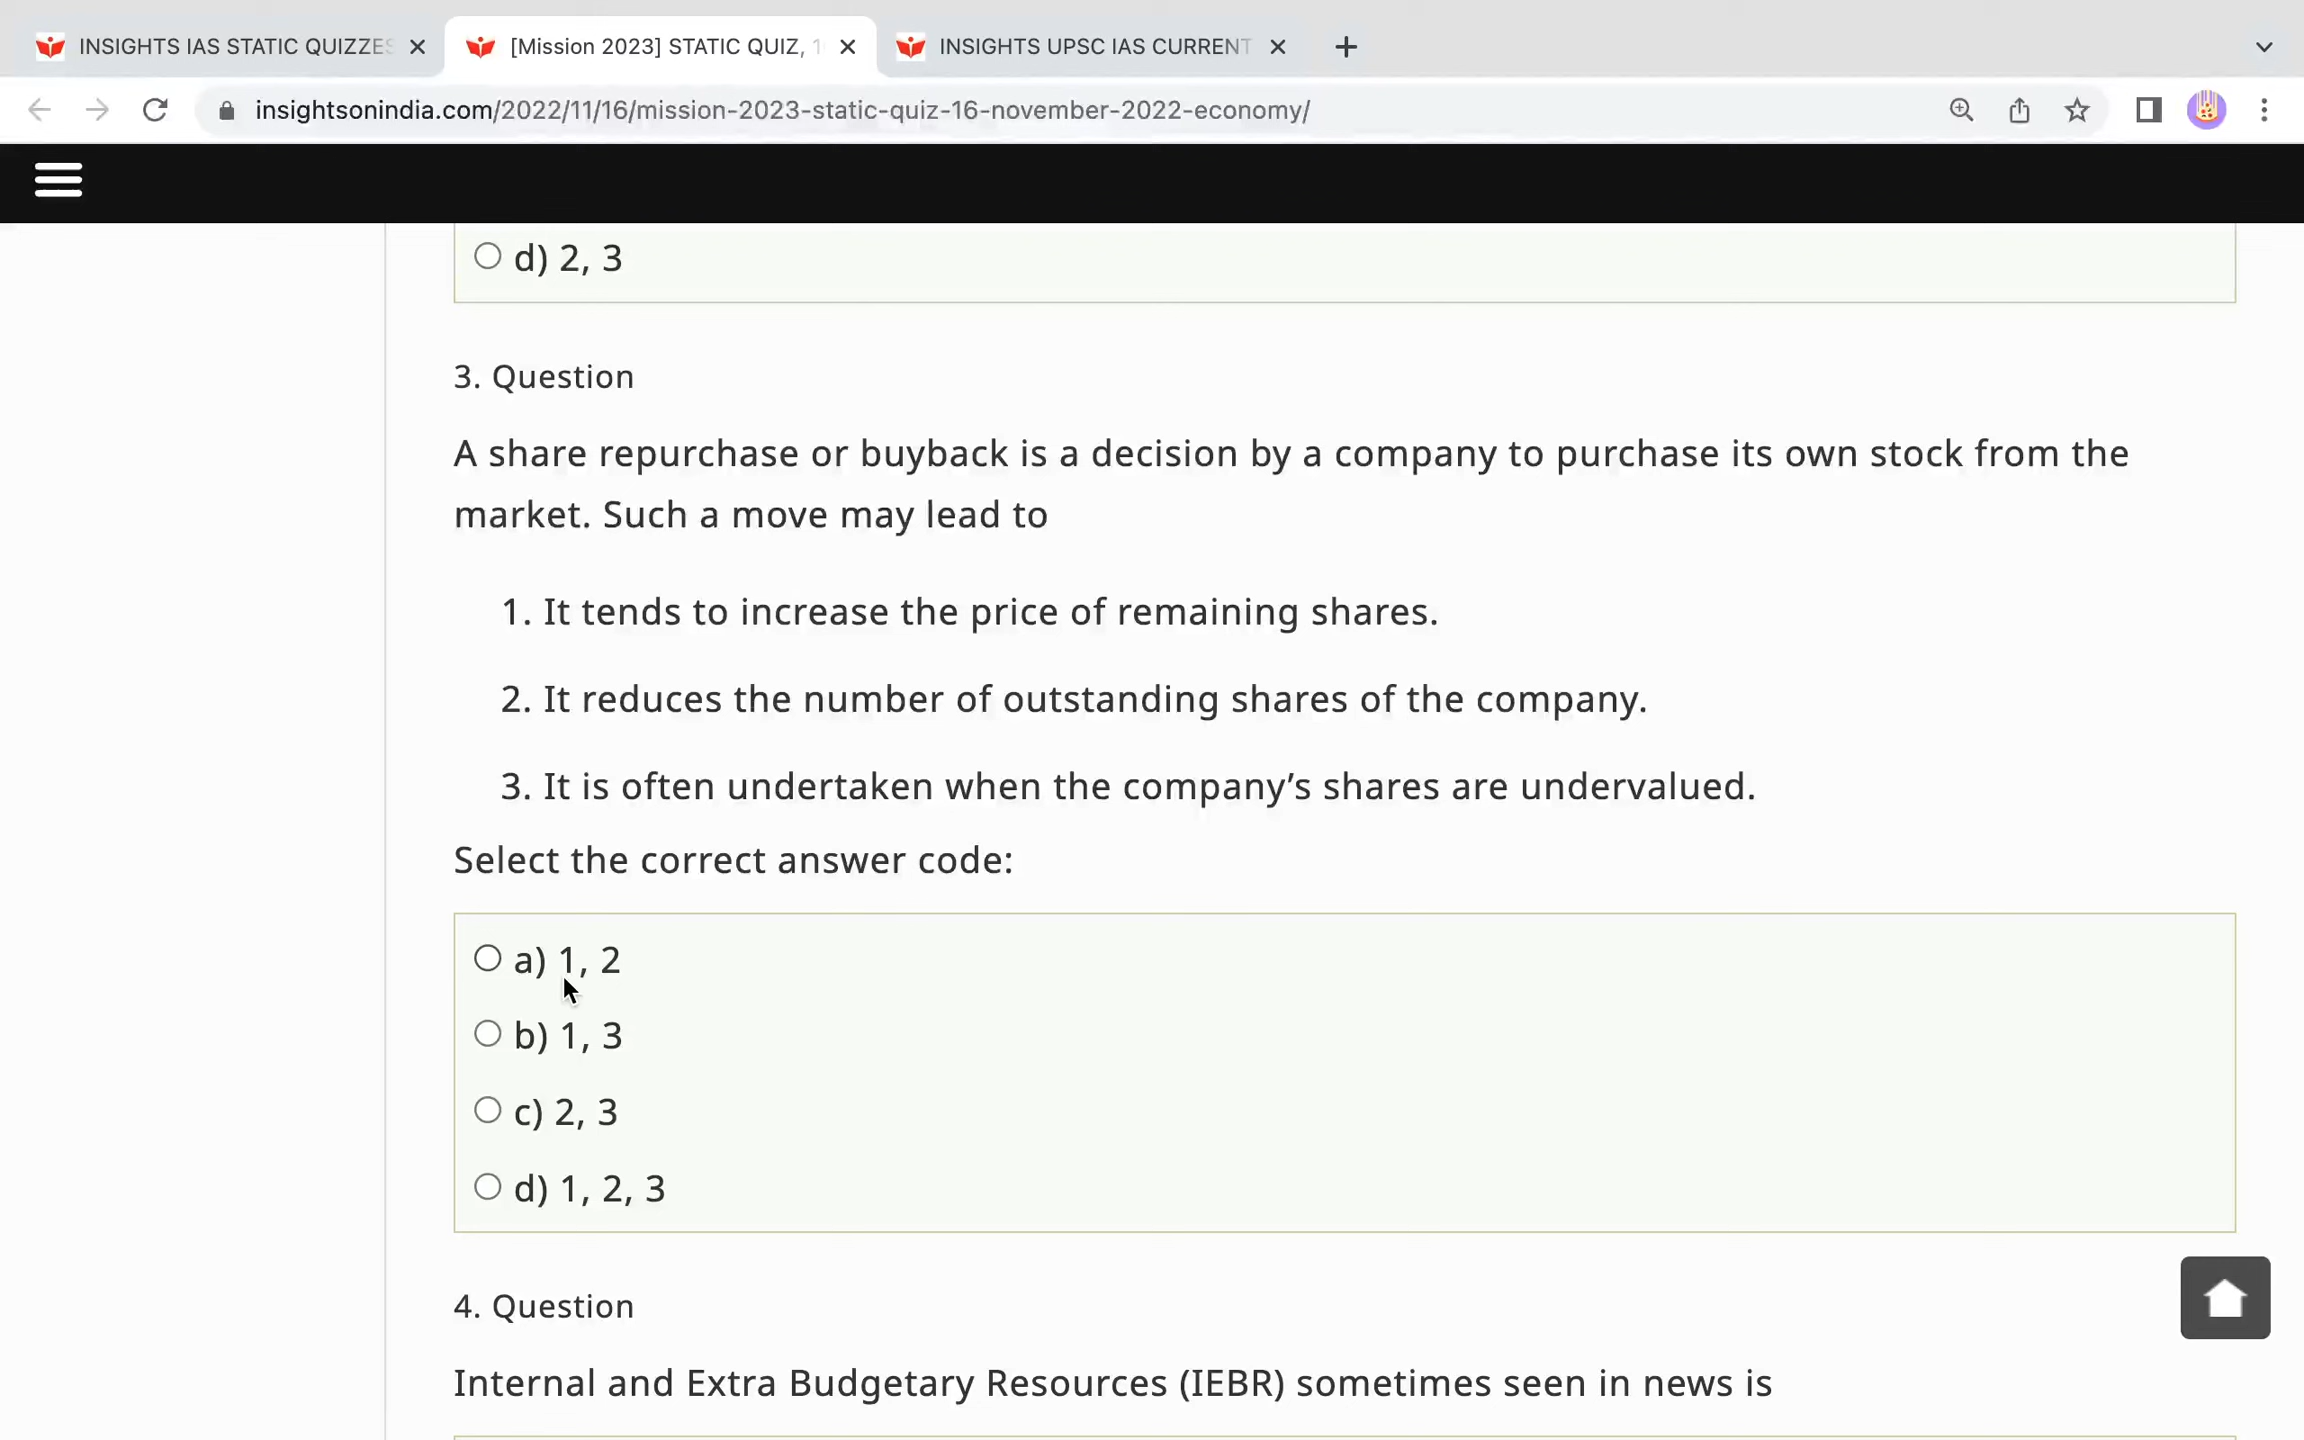 INSIGHTS IAS STATIC QUIZZES
[Mission 2023] STATIC QUIZ, 1
INSIGHTS UPSC IAS CURRENT
insightsonindia.com/2022/11/16/mission-2023-static-quiz-16-november-2022-economy/
d) 2, 3
3. Question
A share repurchase or buyback is a decision by a company to purchase its own stock from the
market. Such a move may lead to
1. It tends to increase the price of remaining shares.
2. It reduces the number of outstanding shares of the company.
3. It is often undertaken when the company’s shares are undervalued.
Select the correct answer code:
a) 1, 2
b) 1, 3
c) 2, 3
d) 1, 2, 3
4. Question
Internal and Extra Budgetary Resources (IEBR) sometimes seen in news is